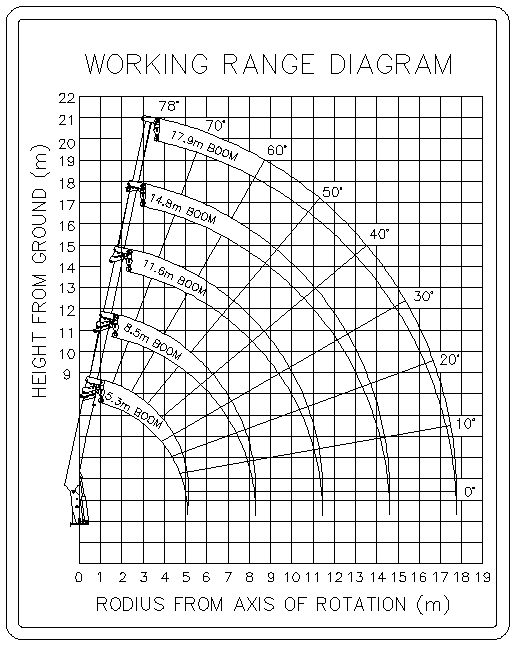 WORKING RANGE DIAGRAM
22
21
20
19
18
17
16
15
14
13
12
11
10
9
HEIGHT FROM GROUND (m)
78°
70°
60°
50°
40°
30°
20°
10°
0°
17.9m BOOM
14.8m BOOM
11.6m BOOM
8.5m BOOM
5.3m BOOM
0 1 2 3 4 5 6 7 8 9 10 11 12 13 14 15 16 17 18 19
RODIUS FROM AXIS OF ROTATION (m)